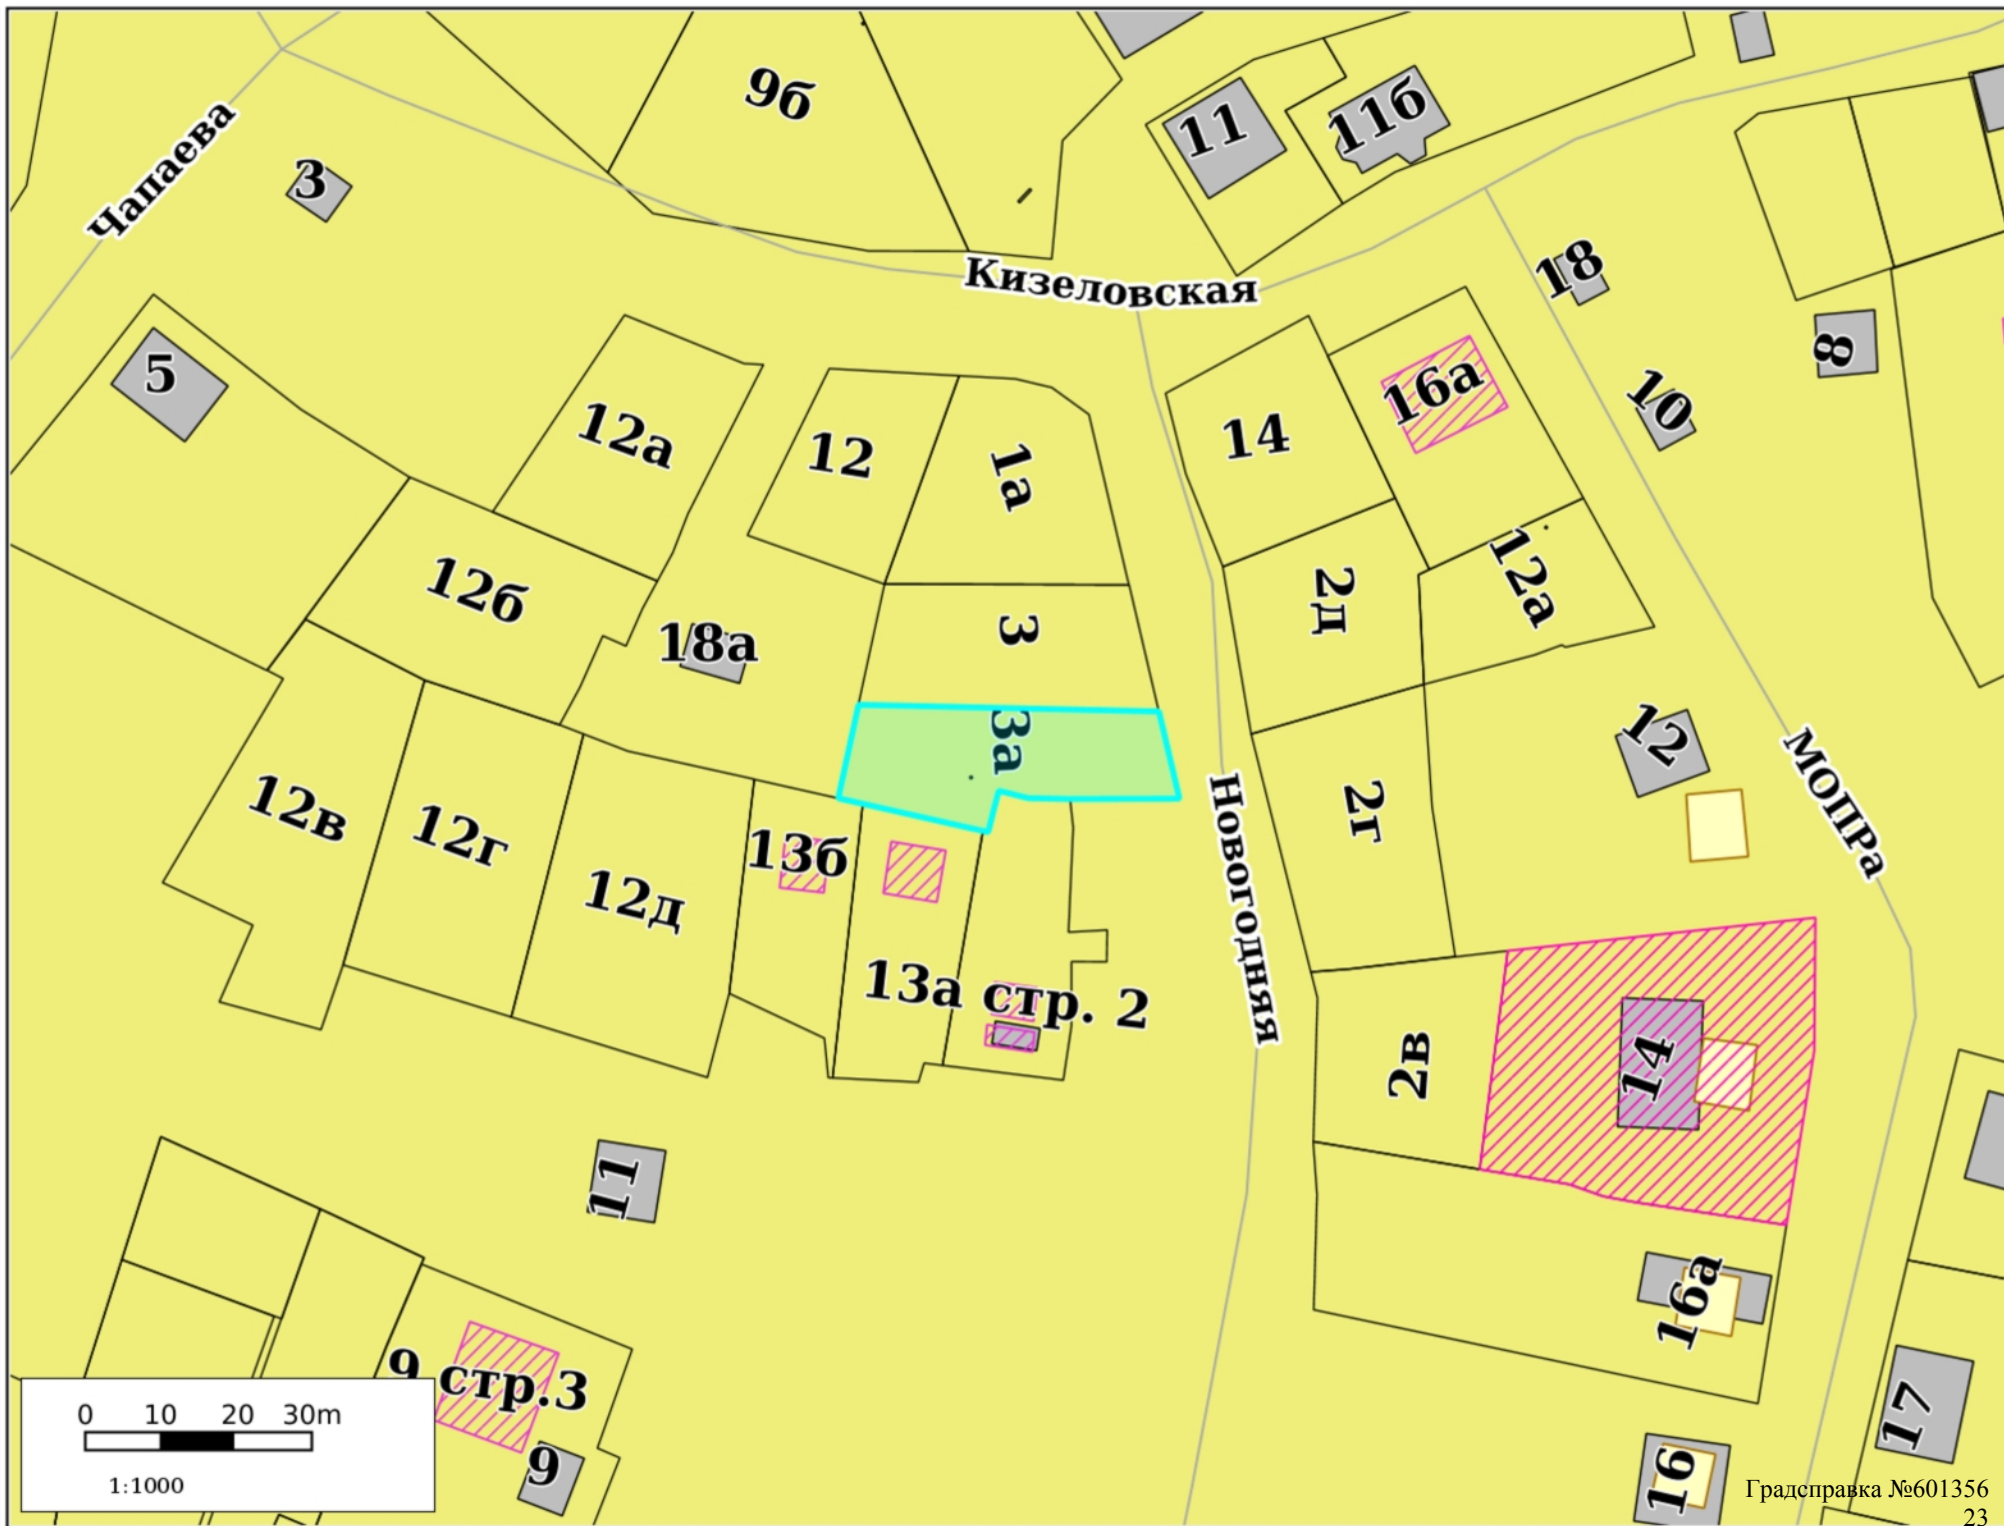 9б
11
11б
Чапаева
3
Кизеловская
18
8
5
10
12а
12
1а
14
16а
12б
18а
3
2д
12а
3а
12
МОПРа
12в
12г
12д
13б
2г
Новогодняя
13а стр. 2
2в
14
11
16а
9 стр.3
9
17
16
0 10 20 30m
1:1000
Градсправка №601356
23